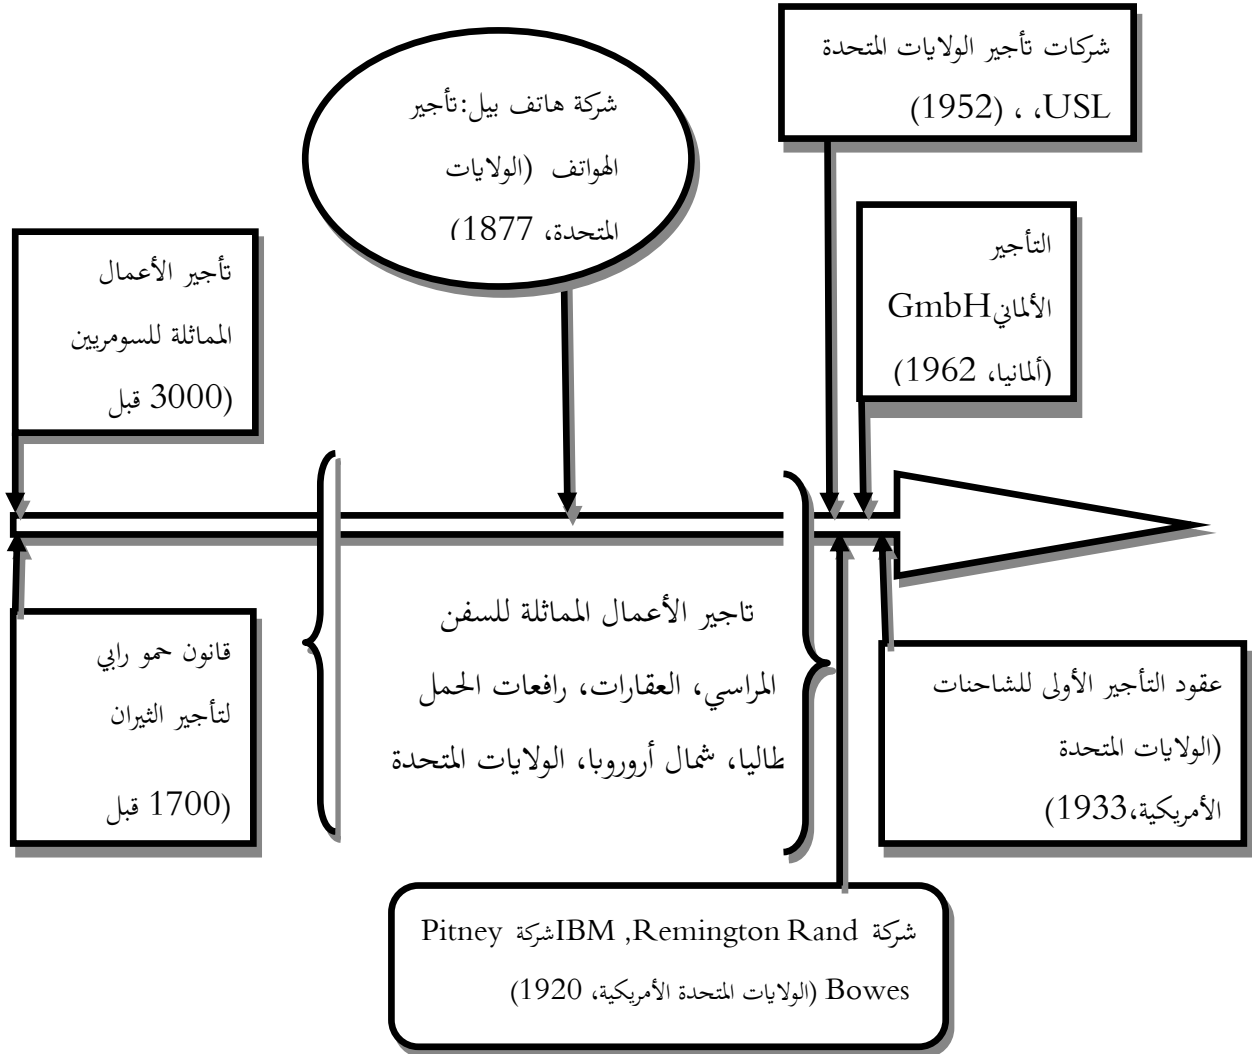 شركات تأجير الولايات المتحدة
USL، ، (1952)
شركة هاتف بيل:تأجير
الهواتف (الولايات
المتحدة، 1877)
التأجير
الألمانيGmbH
(ألمانيا، 1962)
تأجير الأعمال
المماثلة للسومريين
(3000 قبل
تاجير الأعمال المماثلة للسفن
المراسي، العقارات، رافعات الحمل
طاليا، شمال أروروبا، الولايات المتحدة
قانون حمو رابي
لتأجير الثيران
(1700 قبل
عقود التأجير الأولى للشاحنات
(الولايات المتحدة
الأمريكية،1933)
شركة IBM ,Remington Randشركة Pitney
Bowes (الولايات المتحدة الأمريكية، 1920)